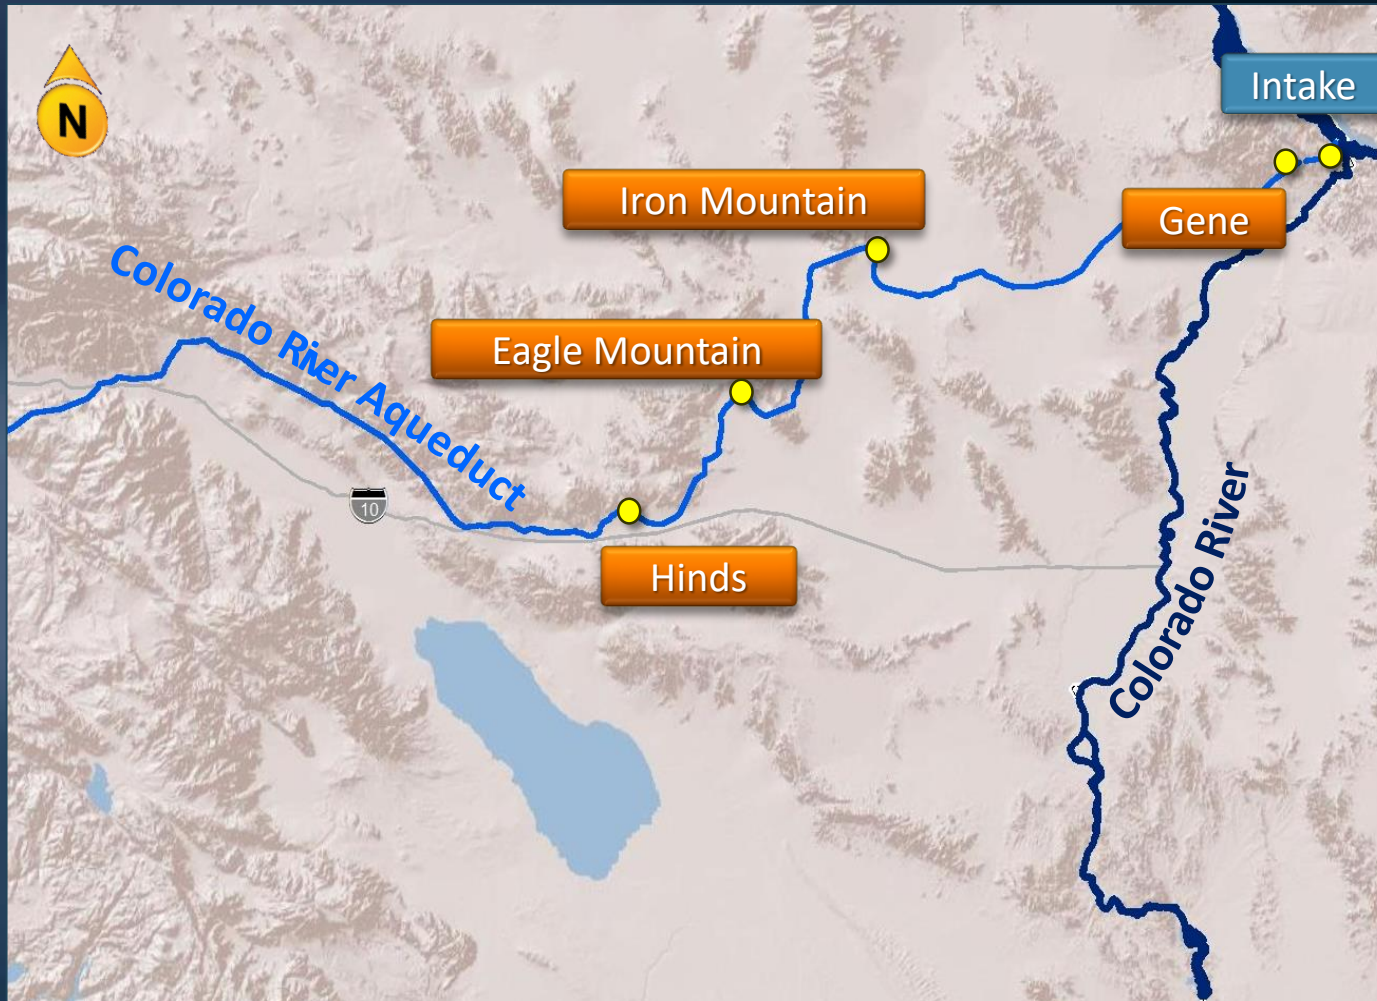 N
Intake
Iron Mountain
Gene
Colorado River Aqueduct
Eagle Mountain
10
Hinds
Colorado River